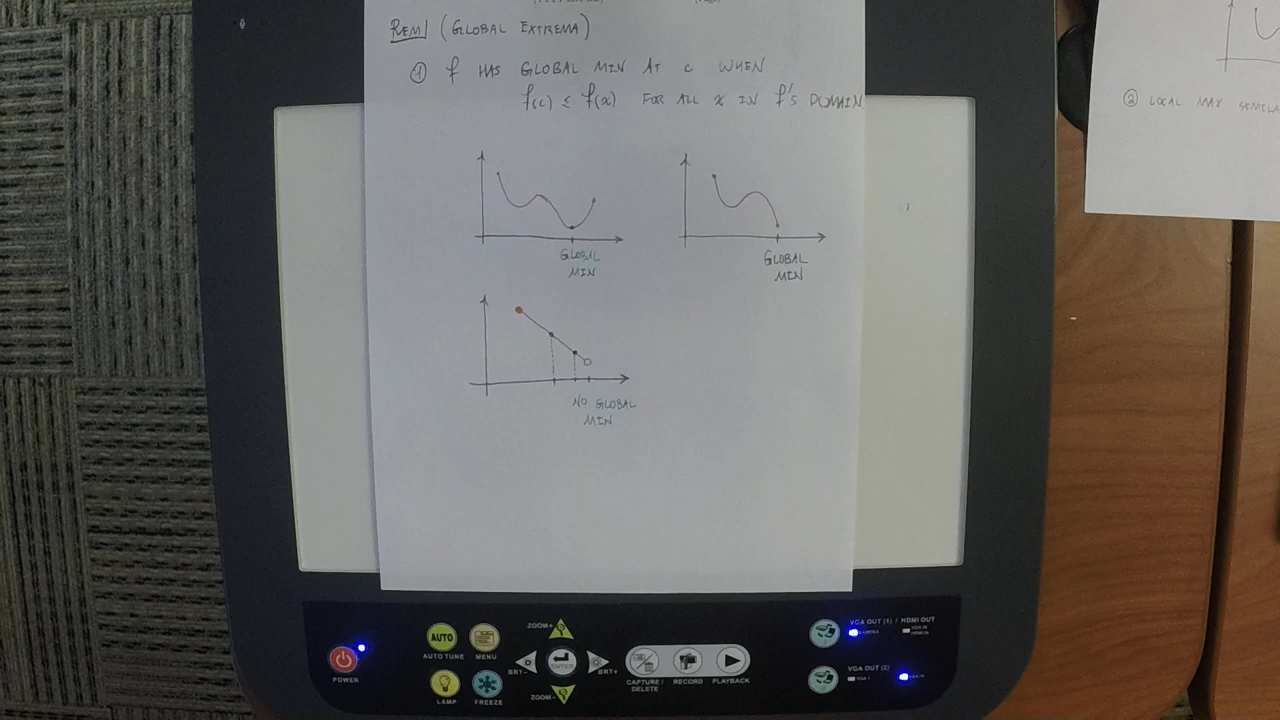 REM (GLOBAL EXTREMA)
① f HAS GLOBAL MIN AT c WHEN
f(c) ≤ f(x) FOR ALL x IN f'S DOMAIN
GLOBAL
MIN
GLOBAL
MIN
NO GLOBAL
MIN
② LOCAL MAX SIMILA
POWER
AUTO
AUTO TUNE
MENU
LAMP
FREEZE
ZOOM+
BRT-
ENTER
BRT+
ZOOM-
CAPTURE /
DELETE
RECORD
PLAYBACK
VGA OUT (1) / HDMI OUT
VGA OUT (2)